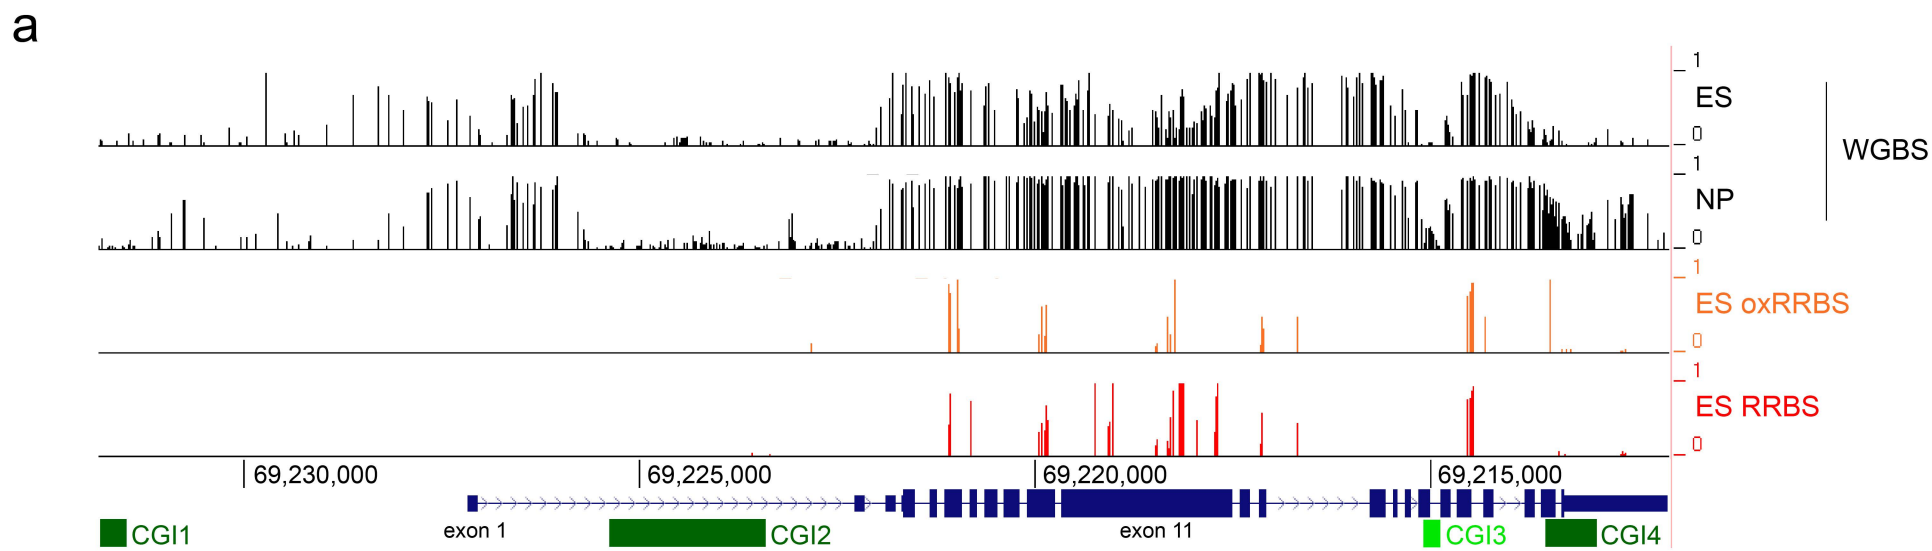 a
1
ES
0
WGBS
1
NP
0
1
ES oxRRBS
0
1
ES RRBS
0
69,230,000 69,225,000 69,220,000 69,215,000
exon 1 exon 11
CGI1 CGI2 CGI3 CGI4